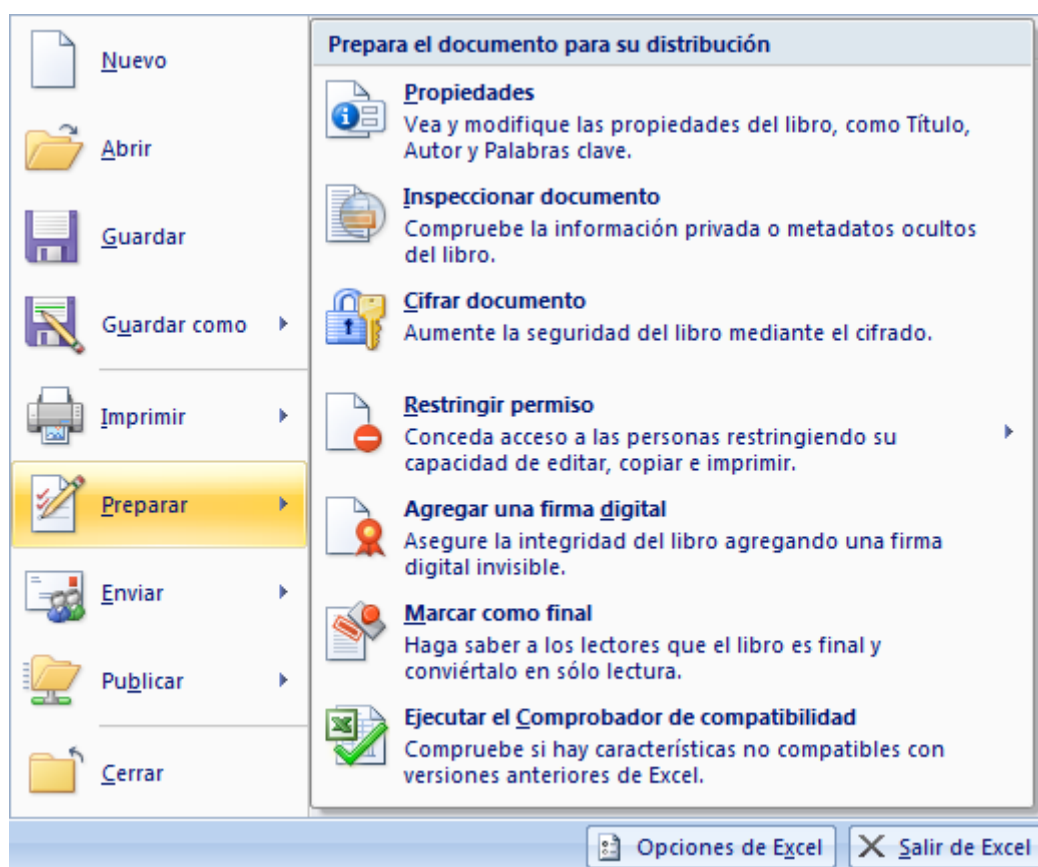 Nuevo
Abrir
Guardar
Guardar como
Imprimir
Preparar
Enviar
Publicar
Cerrar
Prepara el documento para su distribución
Propiedades
Vea y modifique las propiedades del libro, como Título,
Autor y Palabras clave.
Inspeccionar documento
Compruebe la información privada o metadatos ocultos
del libro.
Cifrar documento
Aumente la seguridad del libro mediante el cifrado.
Restringir permiso
Conceda acceso a las personas restringiendo su
capacidad de editar, copiar e imprimir.
Agregar una firma digital
Asegure la integridad del libro agregando una firma
digital invisible.
Marcar como final
Haga saber a los lectores que el libro es final y
conviértalo en sólo lectura.
Ejecutar el Comprobador de compatibilidad
Compruebe si hay características no compatibles con
versiones anteriores de Excel.
Opciones de Excel
Salir de Excel